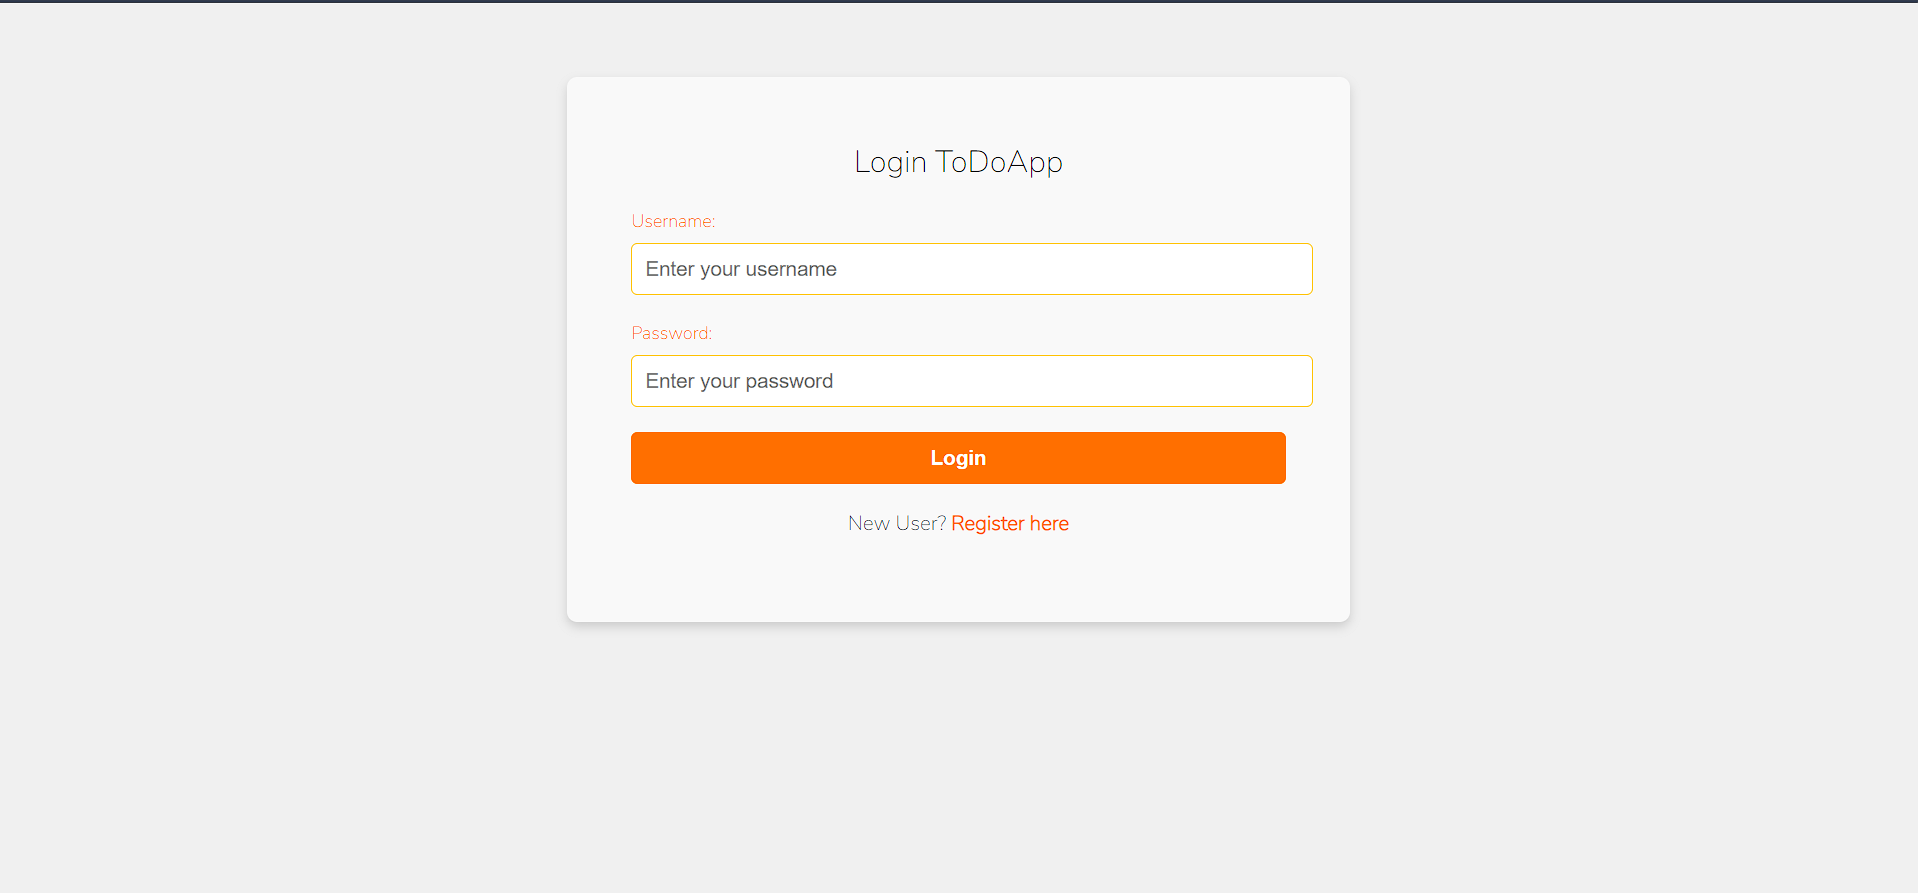 Login ToDoApp
Username:
Enter your username
Password:
Enter your password
Login
New User? Register here